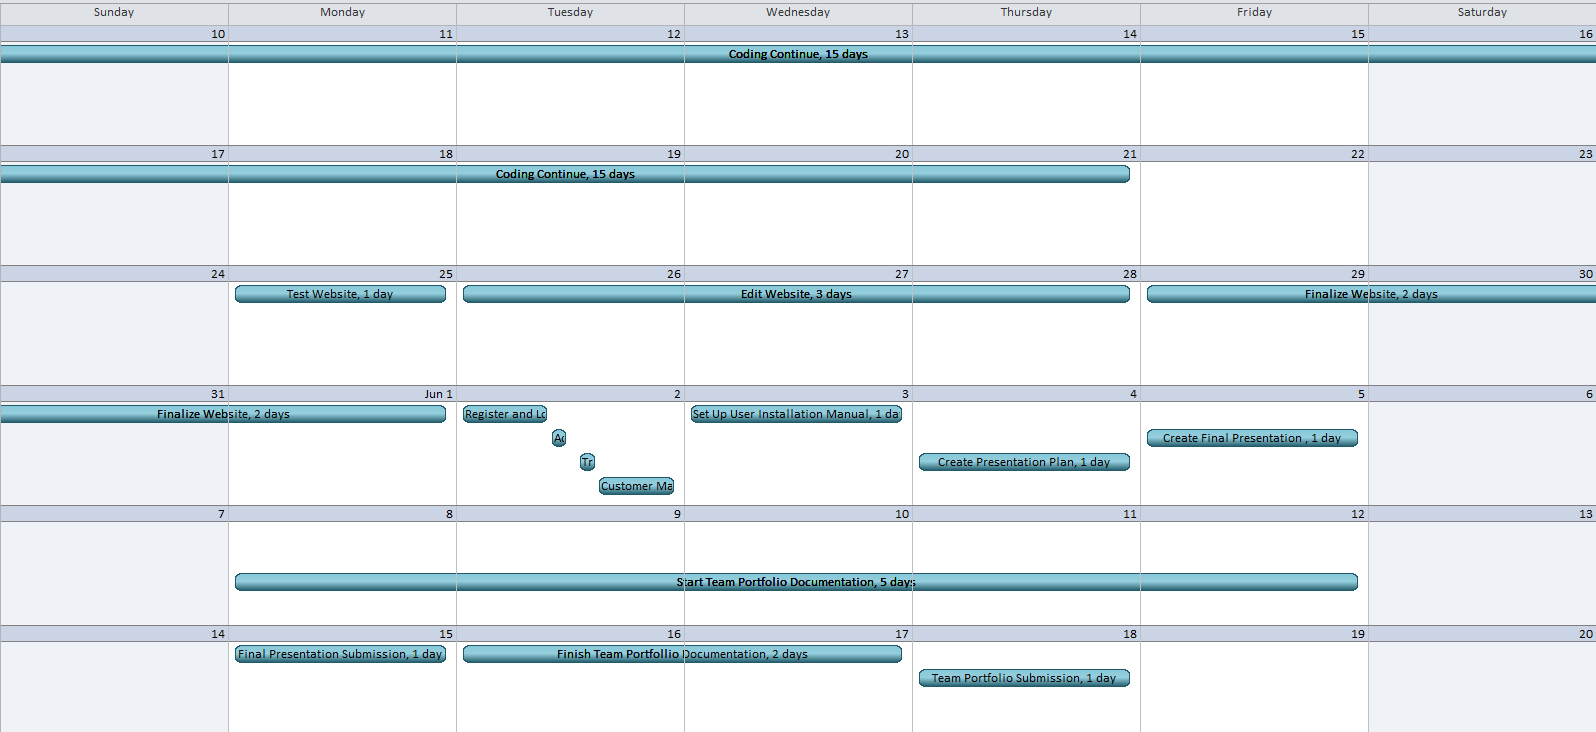 Sunday Monday Tuesday Wednesday Thursday Friday Saturday
10 11 12 13 14 15 16
Coding Continue, 15 days
17 18 19 20 21 22 23
Coding Continue, 15 days
24 25 26 27 28 29 30
Test Website, 1 day Edit Website, 3 days Finalize Website, 2 days
31 Jun 1 2 3 4 5 6
Finalize Website, 2 days Register and Lo Set Up User Installation Manual, 1 da
Create Final Presentation , 1 day
Tr Create Presentation Plan, 1 day
Customer Ma
7 8 9 10 11 12 13
Start Team Portfolio Documentation, 5 days
14 15 16 17 18 19 20
Final Presentation Submission, 1 day Finish Team Portfollio Documentation, 2 days
Team Portfolio Submission, 1 day